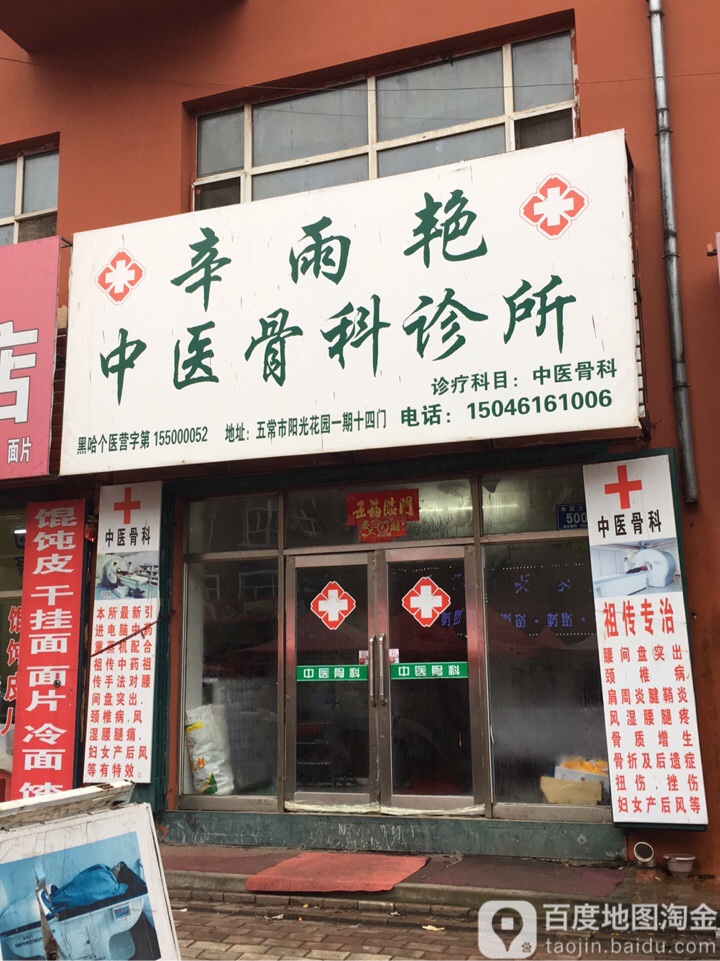 辛雨艳
中医骨科诊所
诊疗科目：中医骨科
黑哈个医营字第 155000052 地址：五常市阳光花园一期十四门 电话：15046161006
店
面片
馄饨皮 干挂面 面片 冷面
中医骨科
本所最新引
进电脑中药
熏蒸机配合
祖传中药祖
传手法对腰
间盘突出.
颈椎病.风
湿腰腿痛.
妇女产后风
等有特效.
五福临门
500
中医骨科
中医骨科
中医骨科
祖传专治
腰间盘突出.
颈椎病.
肩周炎腱鞘炎
风湿腰腿疼
骨质增生
骨折及后遗症
扭伤.挫伤
妇女产后风等
百度地图淘金
taojin.baidu.com